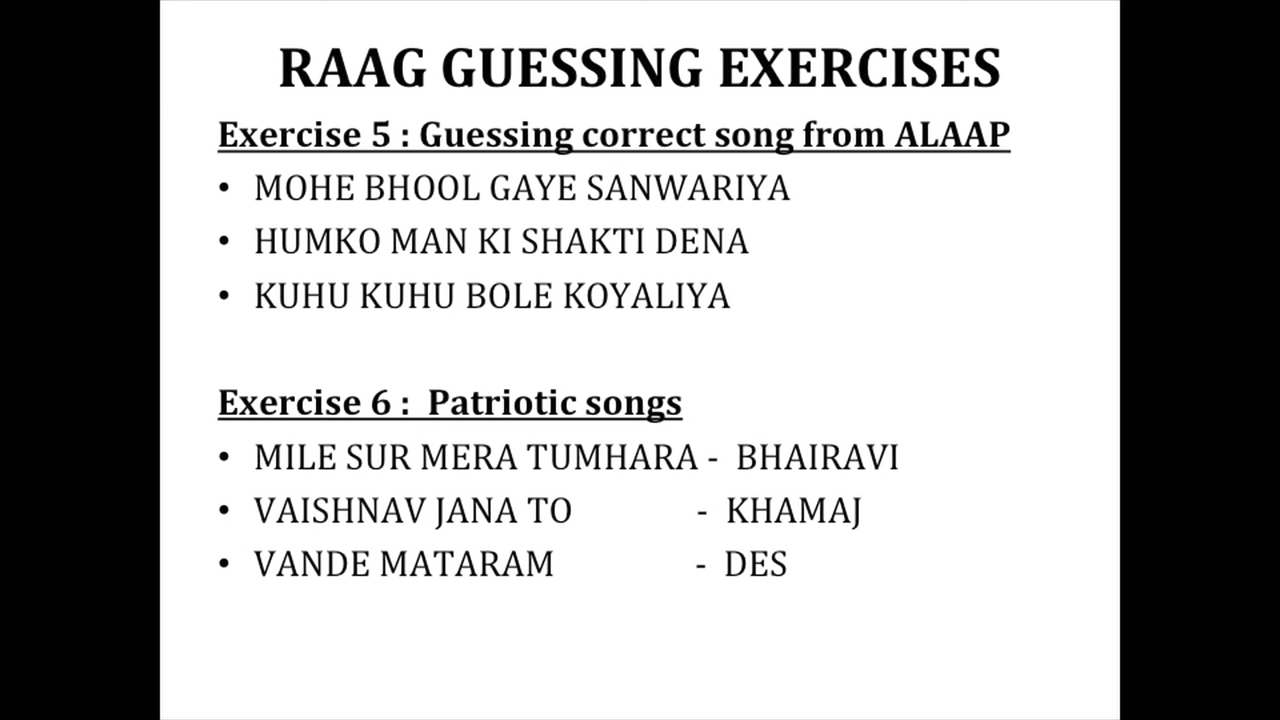 RAAG GUESSING EXERCISES
Exercise 5 : Guessing correct song from ALAAP
• MOHE BHOOL GAYE SANWARIYA
• HUMKO MAN KI SHAKTI DENA
• KUHU KUHU BOLE KOYALIYA
Exercise 6 : Patriotic songs
• MILE SUR MERA TUMHARA - BHAIRAVI
• VAISHNAV JANA TO - KHAMAJ
• VANDE MATARAM - DES